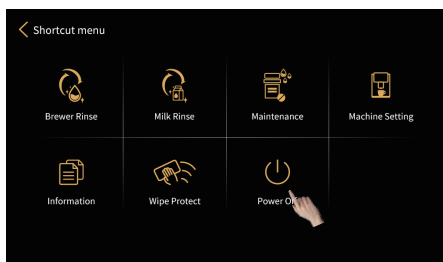 Shortcut menu
Brewer Rinse
Milk Rinse
Maintenance
Machine Setting
Information
Wipe Protect
Power